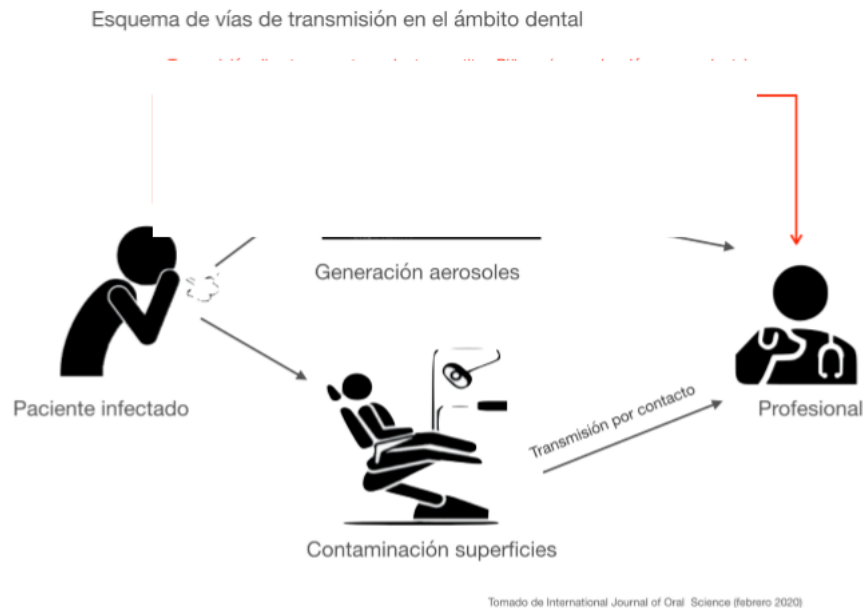 Esquema de vías de transmisión en el ámbito dental
Generación aerosoles
Paciente infectado
Transmisión por contacto
Profesional
Contaminación superficies
Tomado de International Journal of Oral Science (febrero 2020)